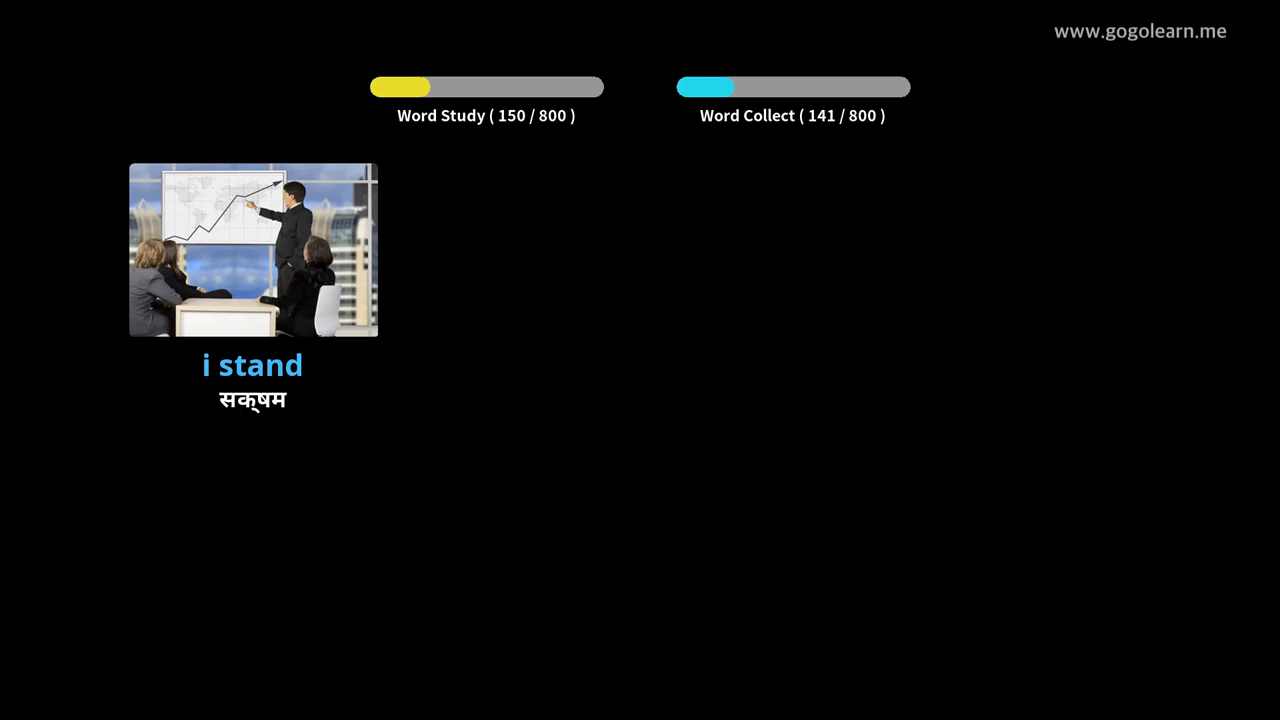 www.gogolearn.me
Word Study ( 150 / 800 )
Word Collect ( 141 / 800 )
i stand
सक्षम